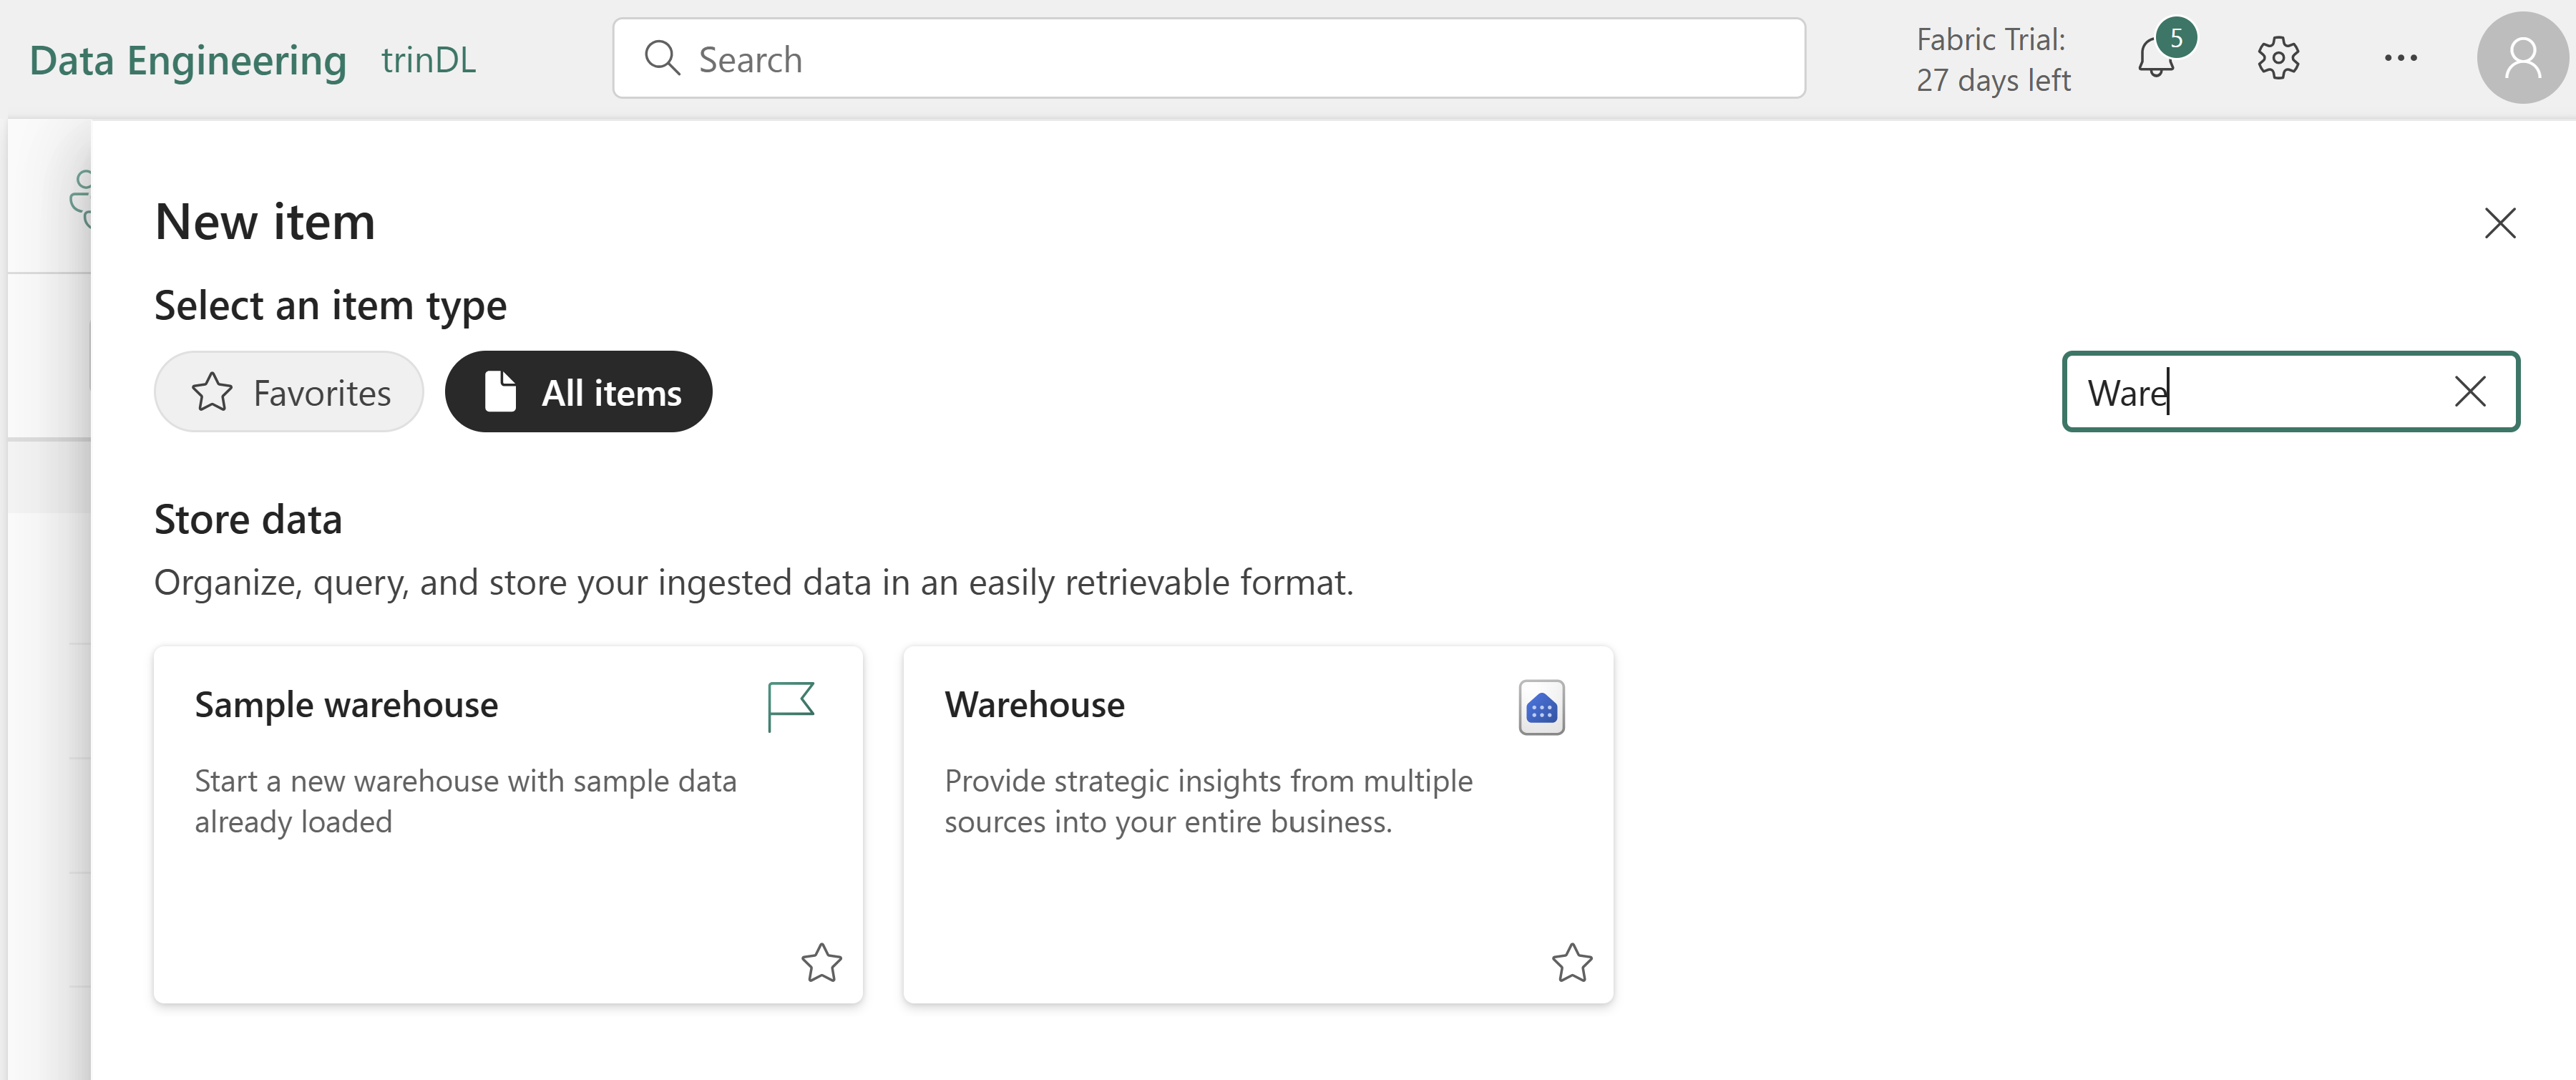 Data Engineering trinDL
Search
Fabric Trial:
27 days left
5
New item
Select an item type
Favorites
All items
Ware
Store data
Organize, query, and store your ingested data in an easily retrievable format.
Sample warehouse
Start a new warehouse with sample data
already loaded
Warehouse
Provide strategic insights from multiple
sources into your entire business.